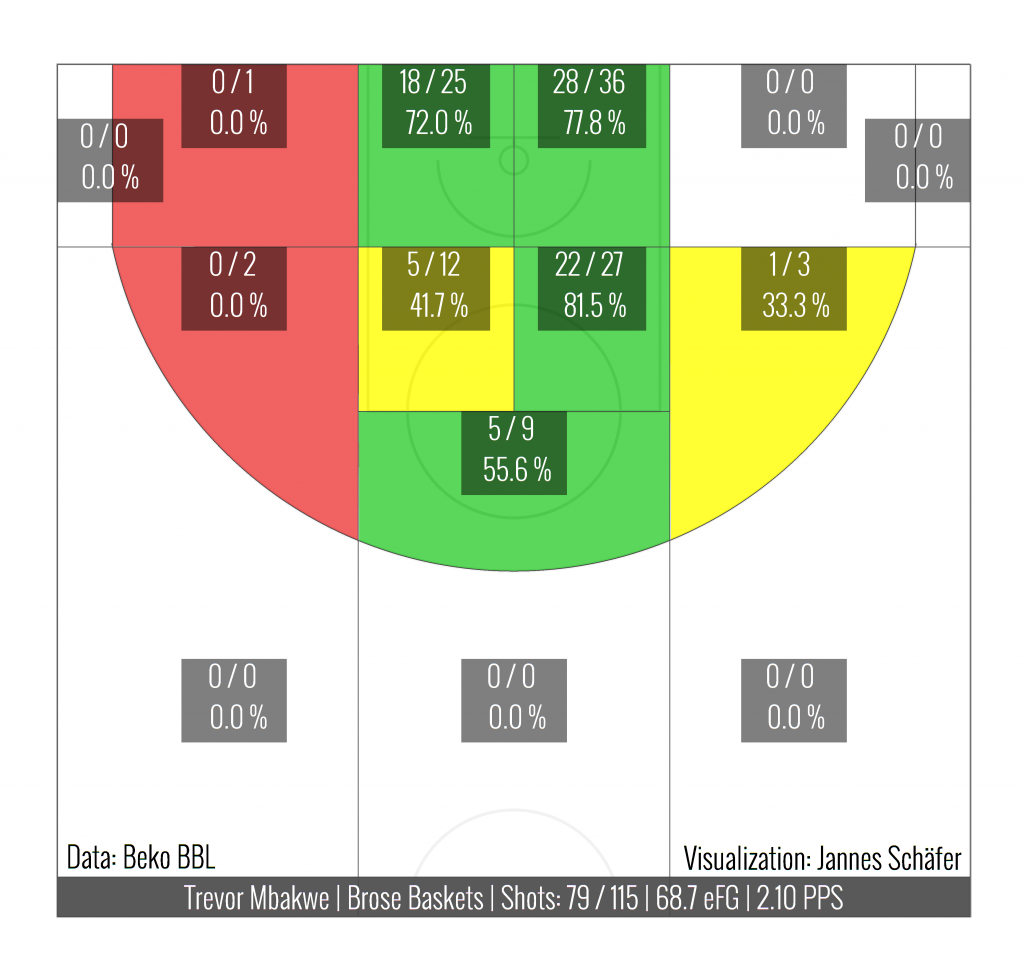 0 / 1
0.0 %
18 / 25
72.0 %
28 / 36
77.8 %
0 / 0
0.0 %
0 / 0
0.0 %
0 / 0
0.0 %
0 / 2
0.0 %
5 / 12
41.7 %
22 / 27
81.5 %
1 / 3
33.3 %
5 / 9
55.6 %
0 / 0
0.0 %
0 / 0
0.0 %
0 / 0
0.0 %
Data: Beko BBL
Visualization: Jannes Schäfer
Trevor Mbakwe | Brose Baskets | Shots: 79 / 115 | 68.7 eFG | 2.10 PPS